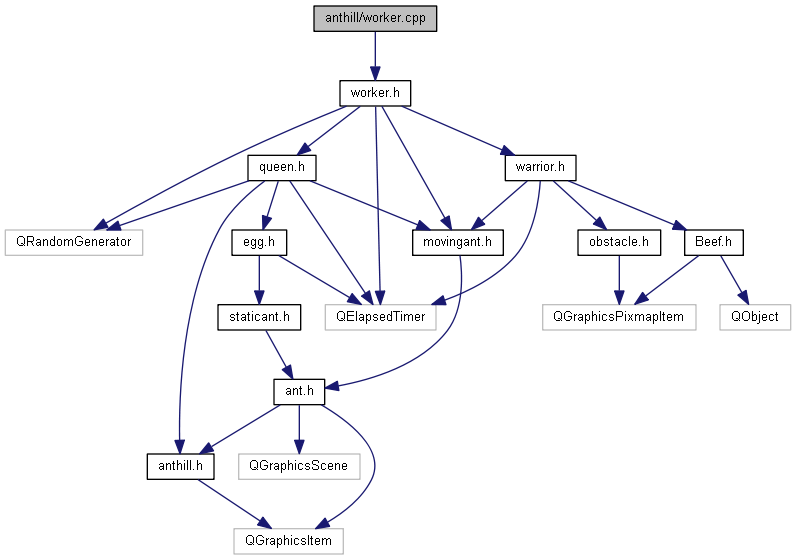 anthill/worker.cpp
worker.h
queen.h
warrior.h
QRandomGenerator
egg.h
movingant.h
obstacle.h
Beef.h
staticant.h
QElapsedTimer
QGraphicsPixmapItem
QObject
ant.h
anthill.h
QGraphicsScene
QGraphicsItem